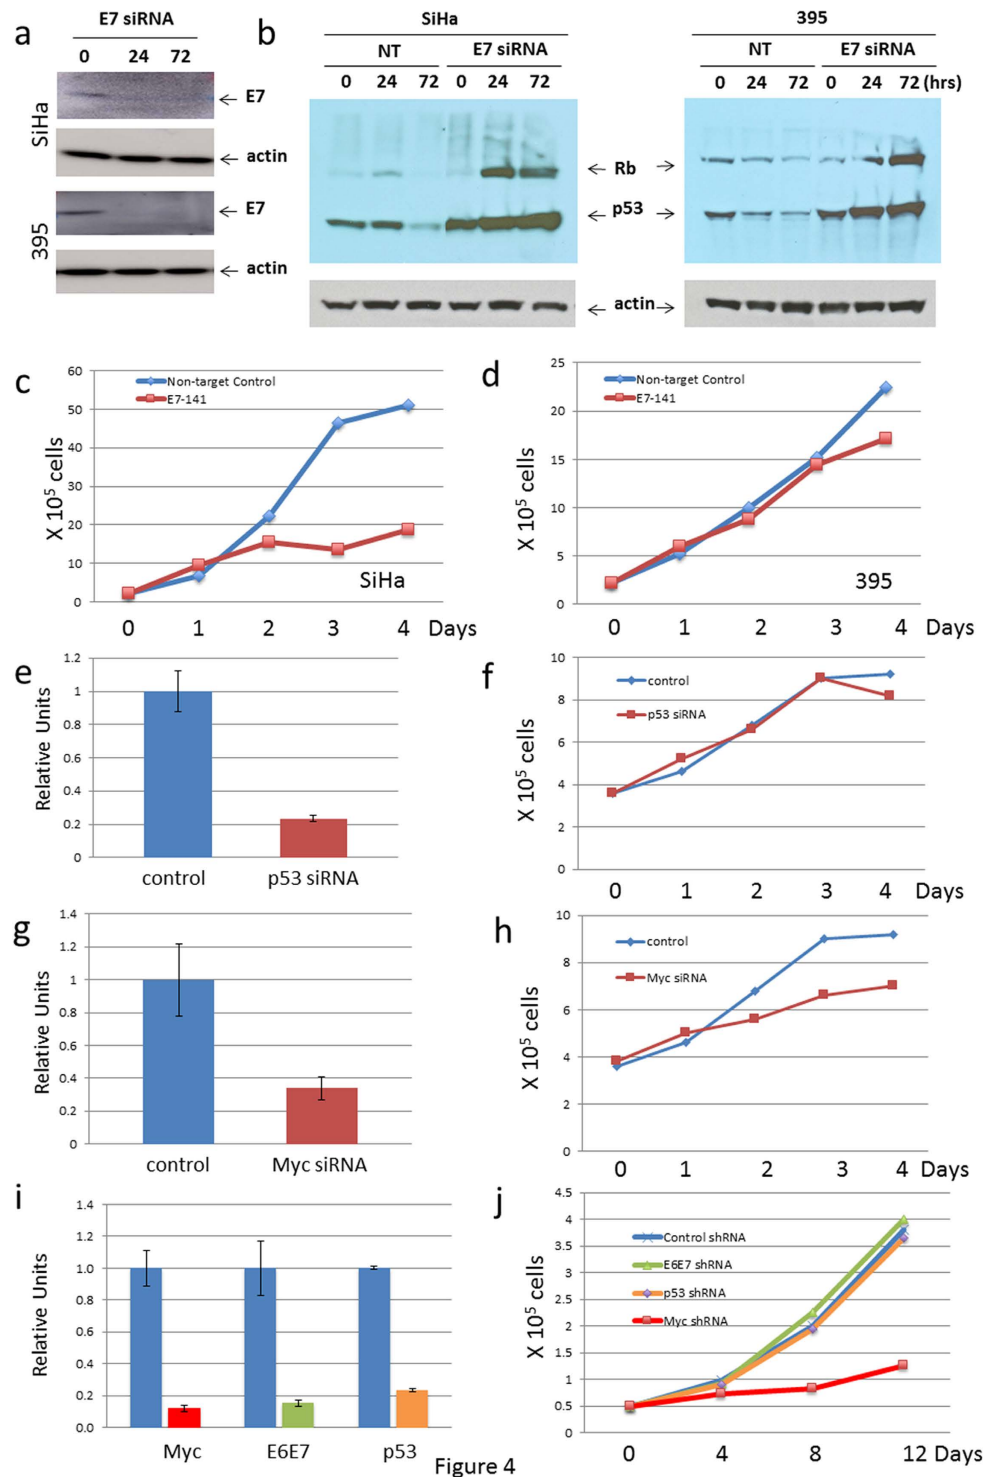 a
E7 siRNA
0 24 72
SiHa
E7
actin
395
E7
actin
b
SiHa
NT E7 siRNA
0 24 72 0 24 72
395
NT E7 siRNA
0 24 72 0 24 72 (hrs)
Rb
p53
actin
c
60
50
40
30
20
10
0
X 10⁵ cells
Non-target Control
E7-141
SiHa
0 1 2 3 4 Days
d
25
20
15
10
5
0
X 10⁵ cells
Non-target Control
E7-141
395
0 1 2 3 4 Days
e
1.2
1
0.8
0.6
0.4
0.2
0
Relative Units
control p53 siRNA
f
10
8
6
4
2
0
X 10⁵ cells
control
p53 siRNA
0 1 2 3 4 Days
g
1.4
1.2
1
0.8
0.6
0.4
0.2
0
Relative Units
control Myc siRNA
h
10
8
6
4
2
0
X 10⁵ cells
control
Myc siRNA
0 1 2 3 4 Days
i
1.4
1.2
1.0
0.8
0.6
0.4
0.2
0.0
Relative Units
Myc E6E7 p53
j
4.5
4
3.5
3
2.5
2
1.5
1
0.5
0
X 10⁵ cells
Control shRNA
E6E7 shRNA
p53 shRNA
Myc shRNA
0 4 8 12 Days
Figure 4